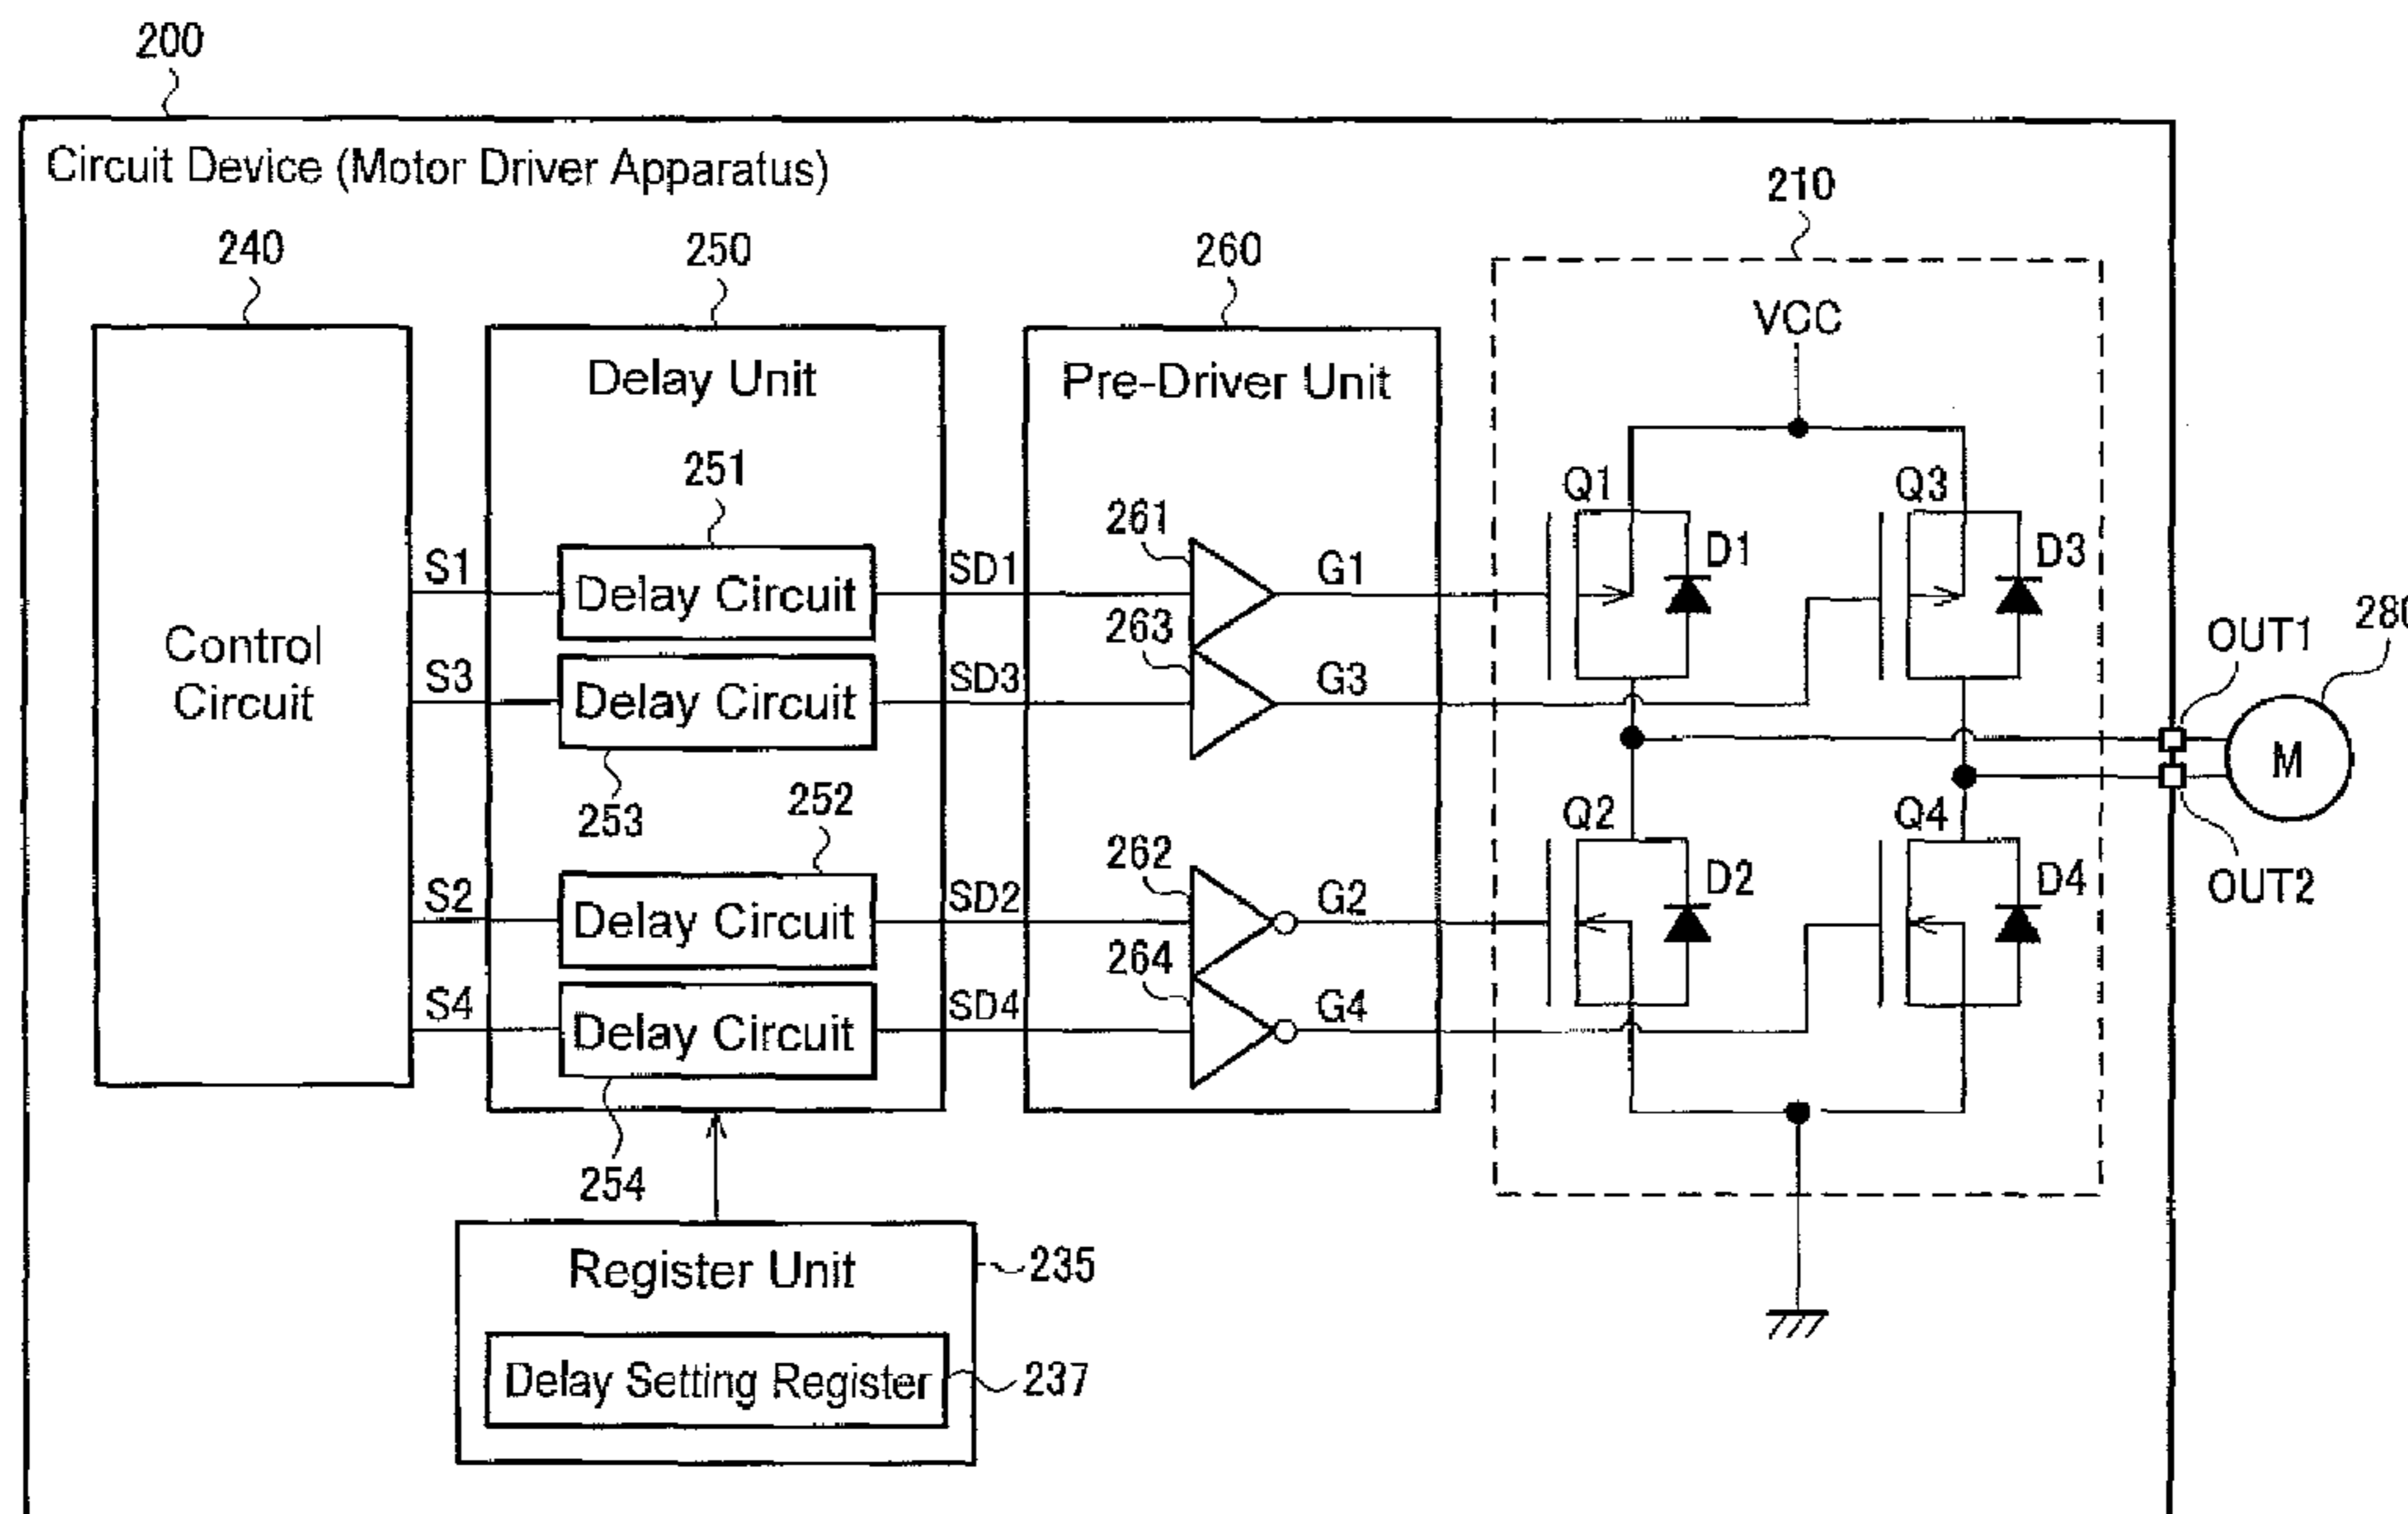 200
Circuit Device (Motor Driver Apparatus)
240
250
260
210
Control
Circuit
Delay Unit
Pre-Driver Unit
VCC
251
Delay Circuit
253
Delay Circuit
252
Delay Circuit
254
Delay Circuit
S1
S3
S2
S4
SD1
SD3
SD2
SD4
261
263
262
264
G1
G3
G2
G4
Q1
D1
Q3
D3
Q2
D2
Q4
D4
OUT1
OUT2
M
Register Unit
235
Delay Setting Register
237